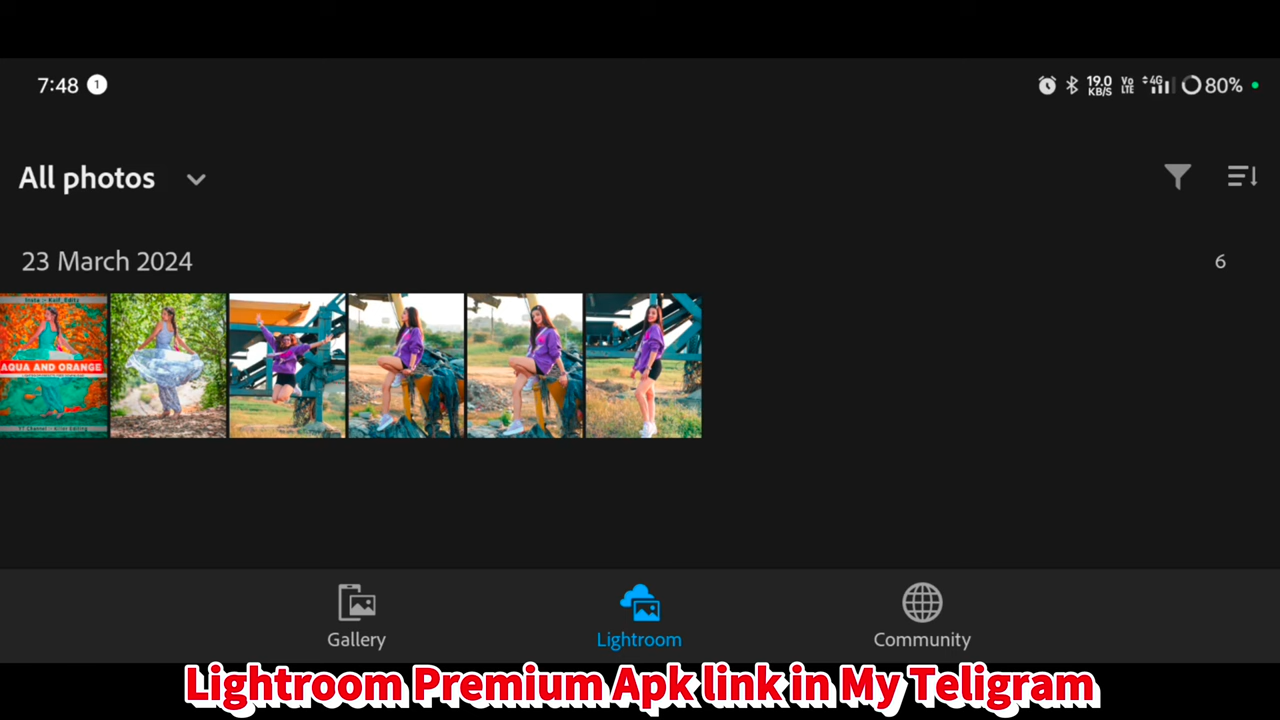 7:48 1 19.0 KB/S Vo LTE 4G 80%
All photos
23 March 2024 6
AQUA AND ORANGE
Gallery Lightroom Community
Lightroom Premium Apk link in My Teligram